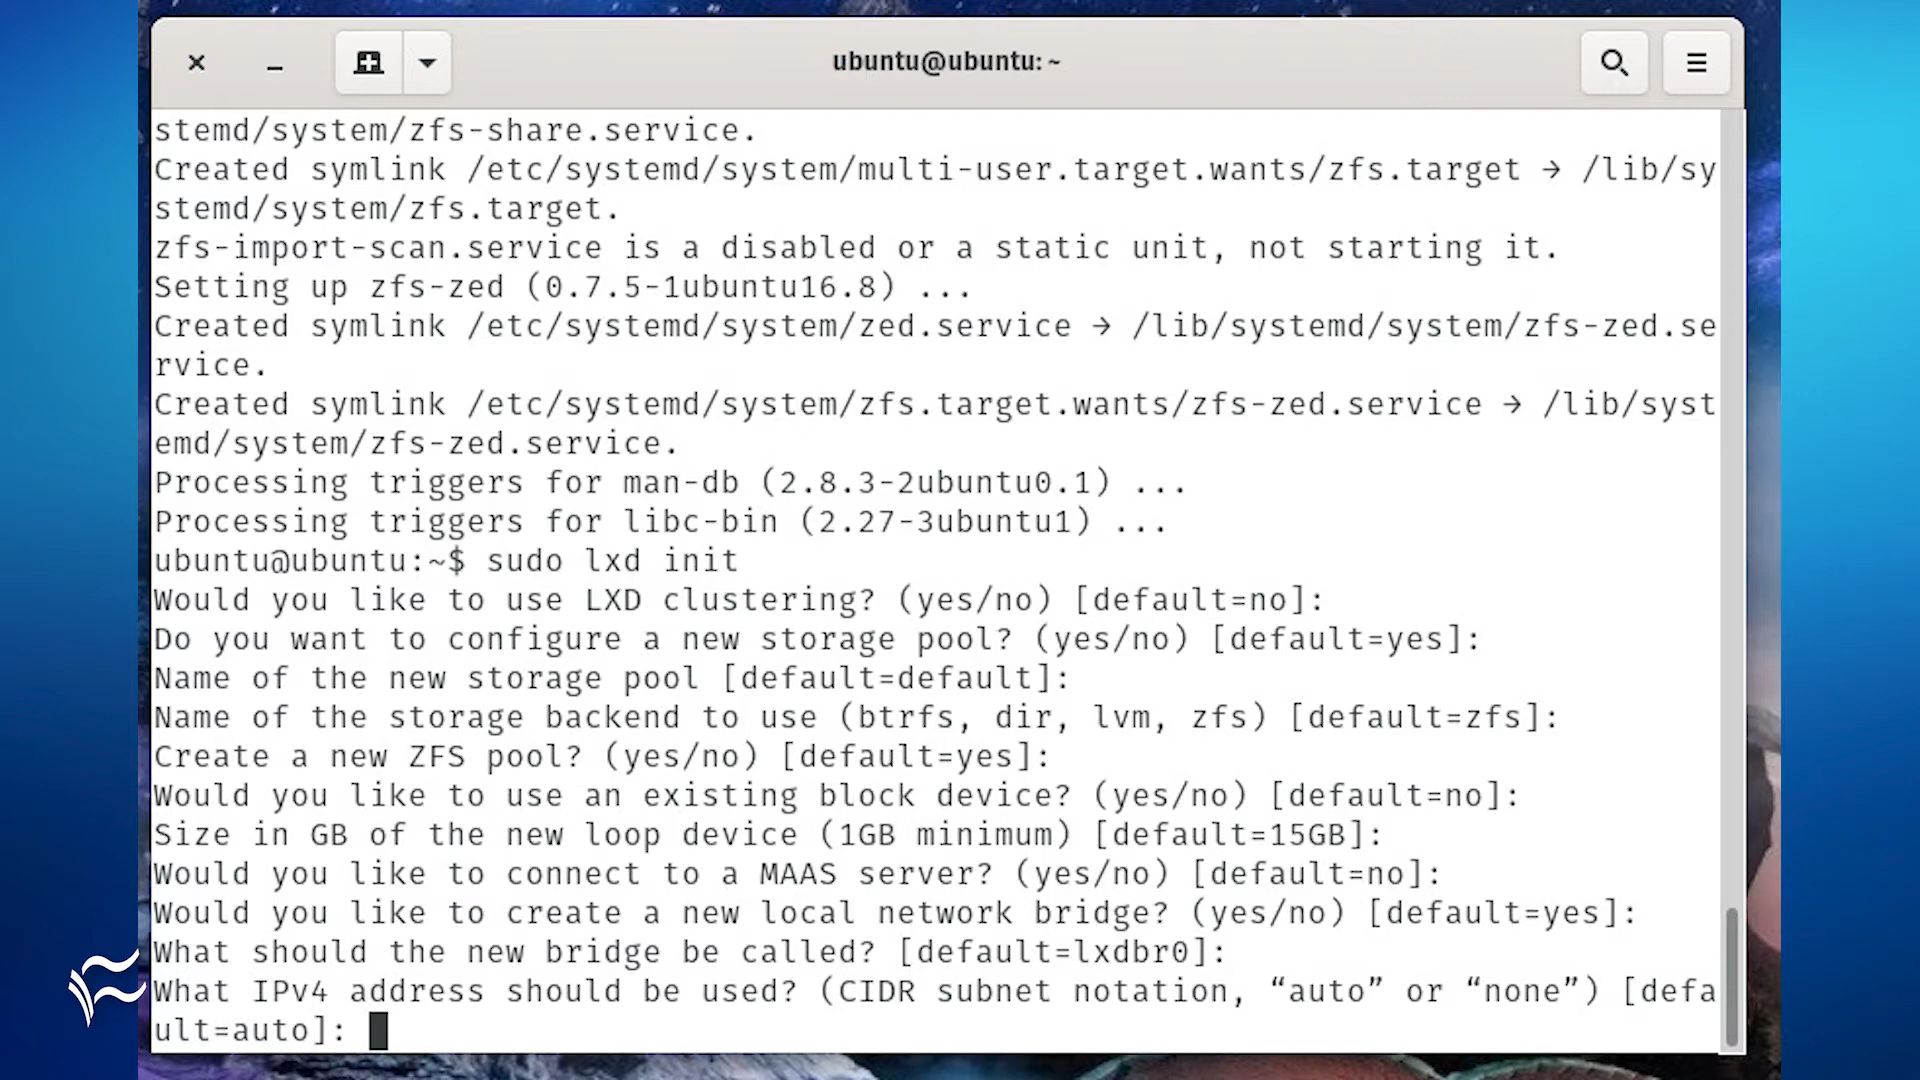 ubuntu@ubuntu: ~
stemd/system/zfs-share.service.
Created symlink /etc/systemd/system/multi-user.target.wants/zfs.target → /lib/sy
stemd/system/zfs.target.
zfs-import-scan.service is a disabled or a static unit, not starting it.
Setting up zfs-zed (0.7.5-1ubuntu16.8) ...
Created symlink /etc/systemd/system/zed.service → /lib/systemd/system/zfs-zed.se
rvice.
Created symlink /etc/systemd/system/zfs.target.wants/zfs-zed.service → /lib/syst
emd/system/zfs-zed.service.
Processing triggers for man-db (2.8.3-2ubuntu0.1) ...
Processing triggers for libc-bin (2.27-3ubuntu1) ...
ubuntu@ubuntu:~$ sudo lxd init
Would you like to use LXD clustering? (yes/no) [default=no]:
Do you want to configure a new storage pool? (yes/no) [default=yes]:
Name of the new storage pool [default=default]:
Name of the storage backend to use (btrfs, dir, lvm, zfs) [default=zfs]:
Create a new ZFS pool? (yes/no) [default=yes]:
Would you like to use an existing block device? (yes/no) [default=no]:
Size in GB of the new loop device (1GB minimum) [default=15GB]:
Would you like to connect to a MAAS server? (yes/no) [default=no]:
Would you like to create a new local network bridge? (yes/no) [default=yes]:
What should the new bridge be called? [default=lxdbr0]:
What IPv4 address should be used? (CIDR subnet notation, “auto” or “none”) [defa
ult=auto]: